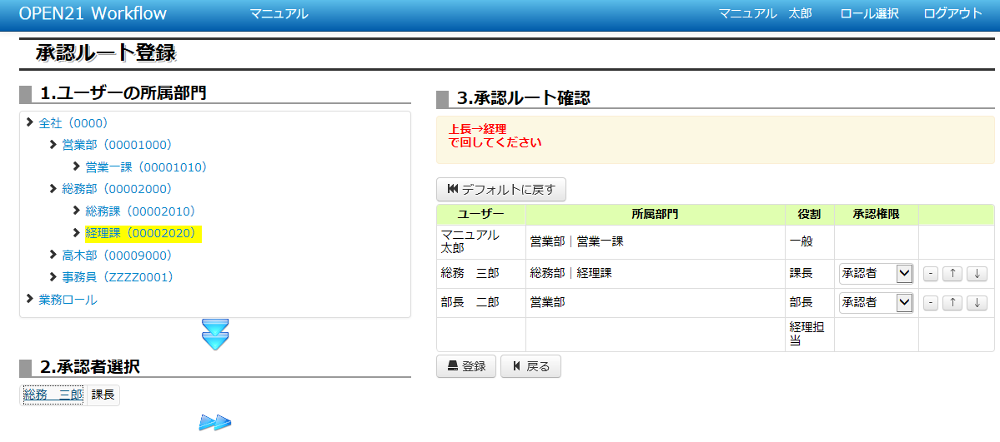 OPEN21 Workflow マニュアル マニュアル　太郎 ロール選択 ログアウト
承認ルート登録
1.ユーザーの所属部門
全社（0000）
営業部（00001000）
営業一課（00001010）
総務部（00002000）
総務課（00002010）
経理課（00002020）
高木部（00009000）
事務員（ZZZZ0001）
業務ロール
2.承認者選択
総務　三郎 課長
3.承認ルート確認
上長→経理
で回してください
デフォルトに戻す
ユーザー 所属部門 役割 承認権限
マニュアル
太郎 営業部｜営業一課 一般
総務　三郎 総務部｜経理課 課長 承認者 - ↑ ↓
部長　二郎 営業部 部長 承認者 - ↑ ↓
経理担
当
登録 戻る